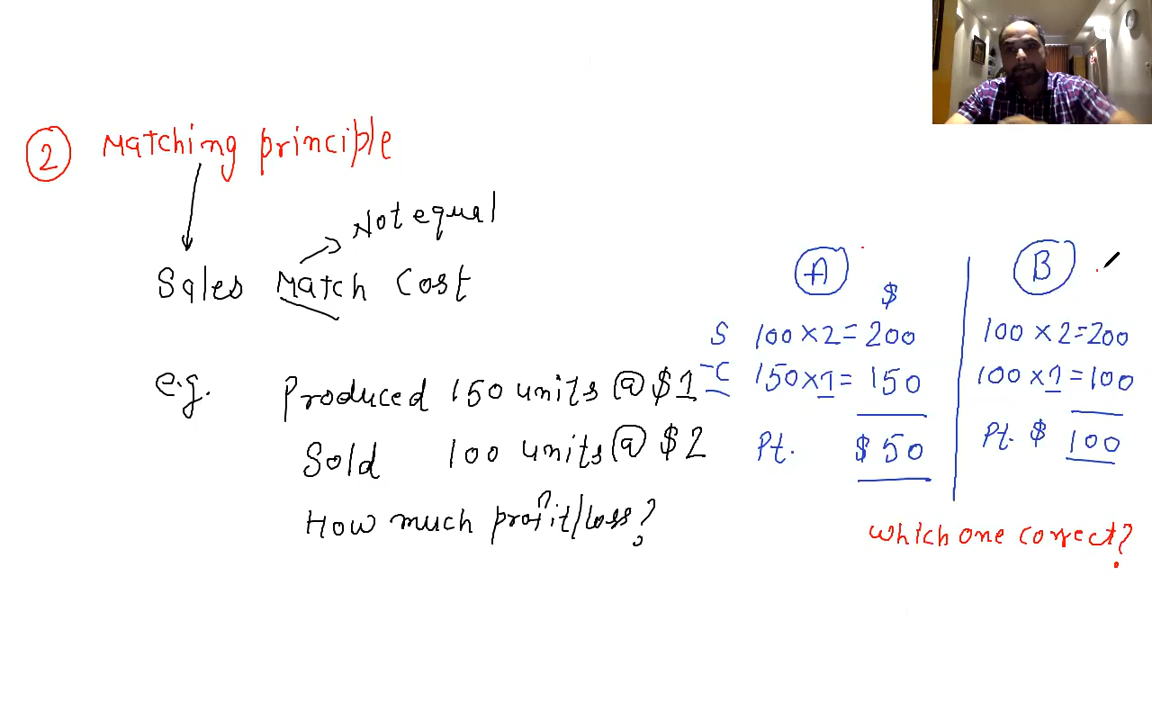 2 Matching principle
Not equal
Sales Match Cost
e.g. Produced 150 units @ $1
Sold 100 units @ $2
How much profit/loss?
A
$
S 100 × 2 = 200
- C 150 × 1 = 150
Pt. $ 50
B
100 × 2 = 200
100 × 1 = 100
Pt. $ 100
which one correct?